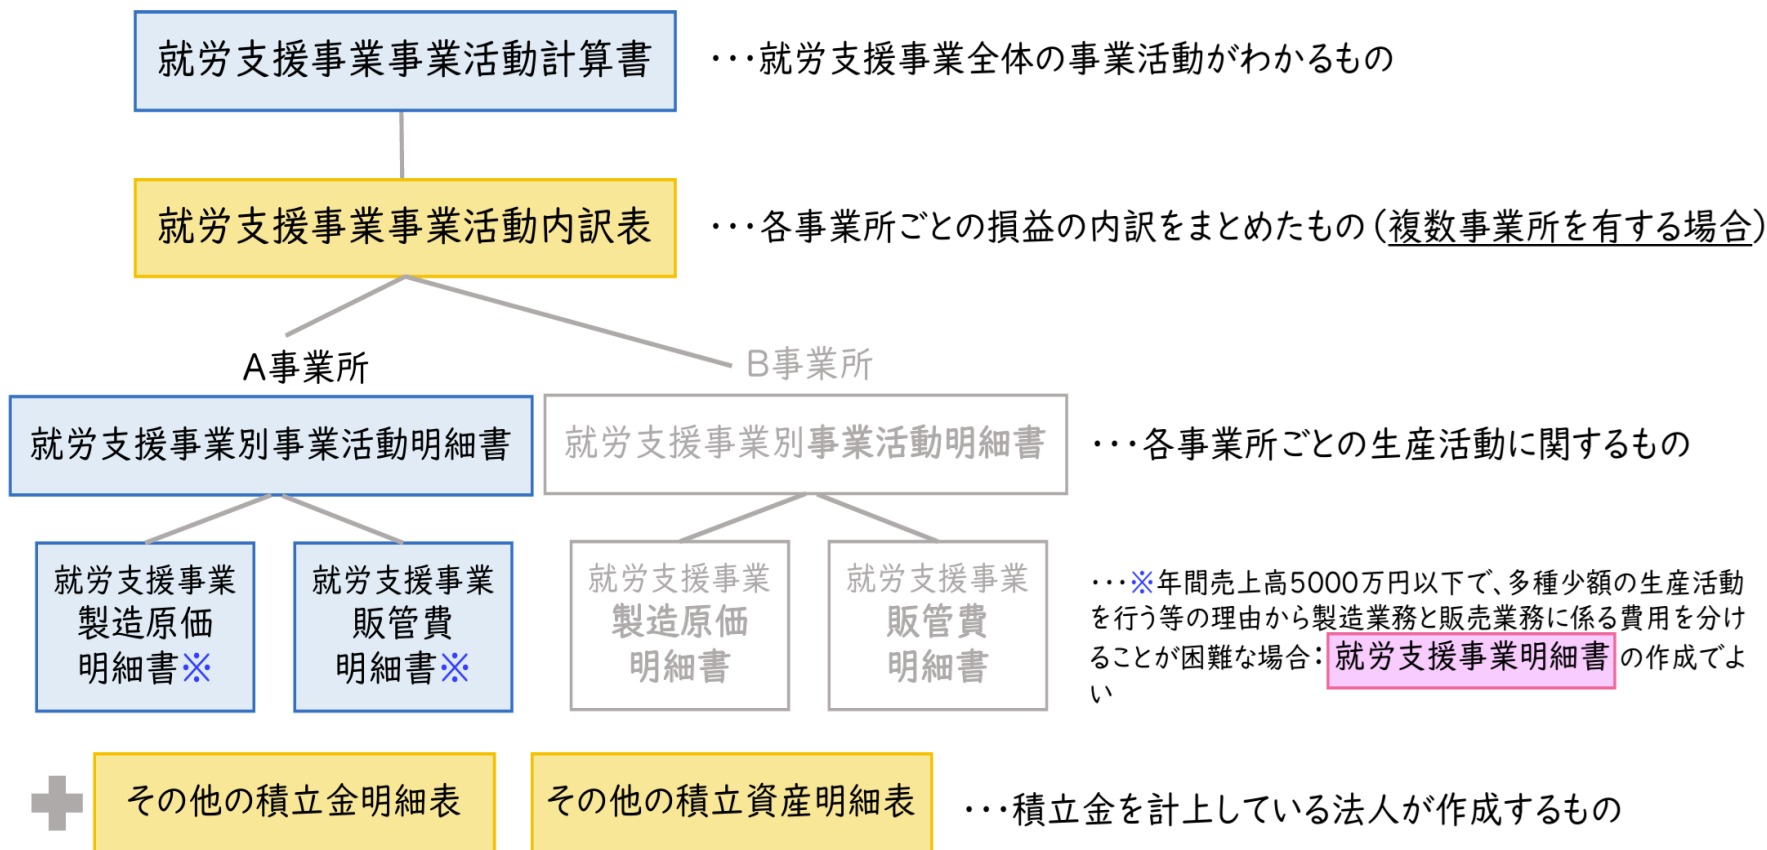 就労支援事業事業活動計算書
・・・就労支援事業全体の事業活動がわかるもの
就労支援事業事業活動内訳表
・・・各事業所ごとの損益の内訳をまとめたもの(複数事業所を有する場合)
A事業所
B事業所
就労支援事業別事業活動明細書
就労支援事業別事業活動明細書
・・・各事業所ごとの生産活動に関するもの
就労支援事業
製造原価
明細書※
就労支援事業
販管費
明細書※
就労支援事業
製造原価
明細書
就労支援事業
販管費
明細書
・・・※年間売上高5000万円以下で、多種少額の生産活動
を行う等の理由から製造業務と販売業務に係る費用を分け
ることが困難な場合:就労支援事業明細書の作成でよ
い
その他の積立金明細表
その他の積立資産明細表
・・・積立金を計上している法人が作成するもの